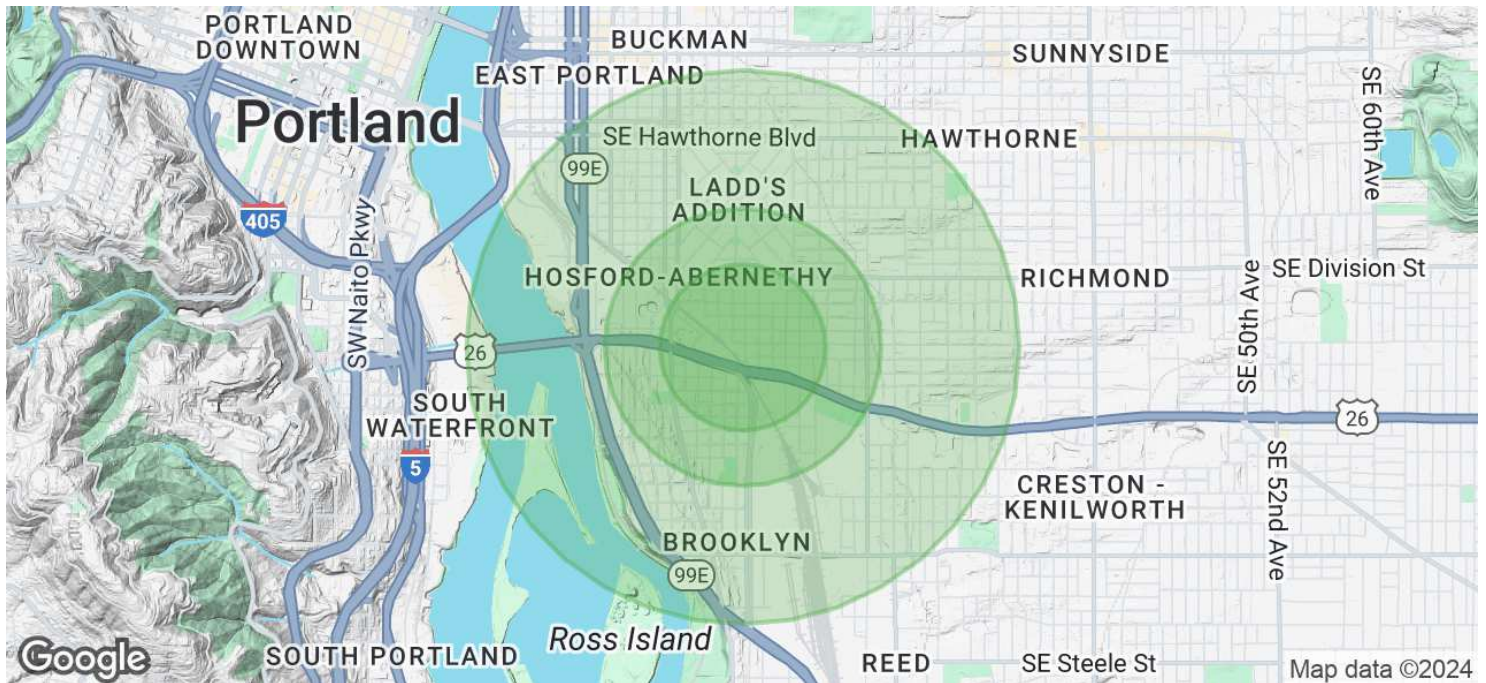 PORTLAND
DOWNTOWN
BUCKMAN
SUNNYSIDE
EAST PORTLAND
SE 60th Ave
Portland
SE Hawthorne Blvd
HAWTHORNE
99E
LADD'S
ADDITION
405
SW Naito Pkwy
HOSFORD-ABERNETHY
RICHMOND
SE Division St
SE 50th Ave
26
SOUTH
WATERFRONT
26
5
SE 52nd Ave
CRESTON -
KENILWORTH
BROOKLYN
99E
Ross Island
Google
SOUTH PORTLAND
REED
SE Steele St
Map data ©2024